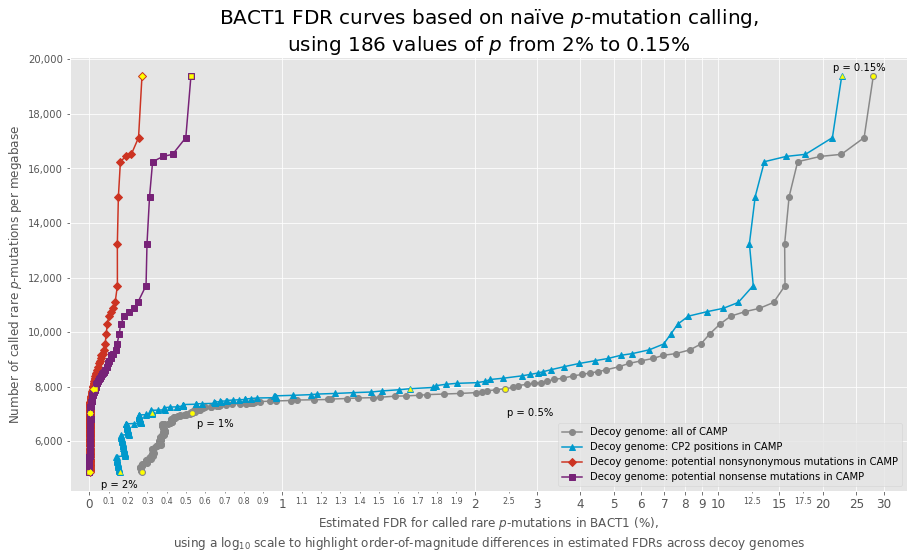 BACT1 FDR curves based on naïve p-mutation calling,
using 186 values of p from 2% to 0.15%
Number of called rare p-mutations per megabase
20,000
18,000
16,000
14,000
12,000
10,000
8,000
6,000
p = 0.15%
p = 0.5%
p = 1%
p = 2%
Decoy genome: all of CAMP
Decoy genome: CP2 positions in CAMP
Decoy genome: potential nonsynonymous mutations in CAMP
Decoy genome: potential nonsense mutations in CAMP
0 0.1 0.2 0.3 0.4 0.5 0.6 0.7 0.8 0.9 1 1.1 1.2 1.3 1.4 1.5 1.6 1.7 1.8 1.9 2 2.5 3 4 5 6 7 8 9 10 12.5 15 17.5 20 25 30
Estimated FDR for called rare p-mutations in BACT1 (%),
using a log10 scale to highlight order-of-magnitude differences in estimated FDRs across decoy genomes